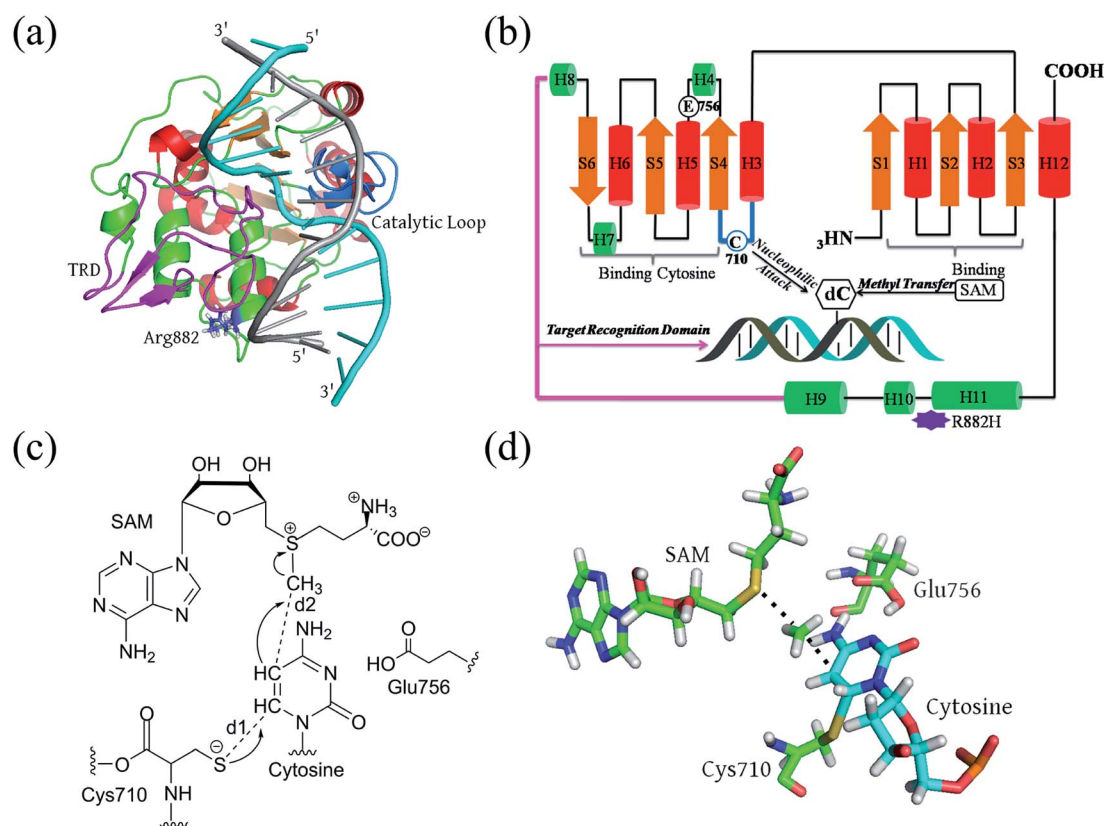 (a)
3'
5'
Catalytic Loop
TRD
Arg882
5'
3'
(b)
H8
H4
COOH
E 756
S6
H6
S5
H5
S4
H3
S1
H1
S2
H2
S3
H12
H7
C
710
3HN
Binding Cytosine
Nucleophilic
Attack
Binding
dC
Methyl Transfer
SAM
Target Recognition Domain
H9
H10
H11
R882H
(c)
OH OH
SAM
O
NH3
⊕
COO⊖
⊕
S
N
N
N
N
CH3
d2
NH2
NH2
O
HO
Glu756
C
N
C
N
O
d1
⊖
S
O
O
Cytosine
Cys710
NH
(d)
SAM
Glu756
Cytosine
Cys710